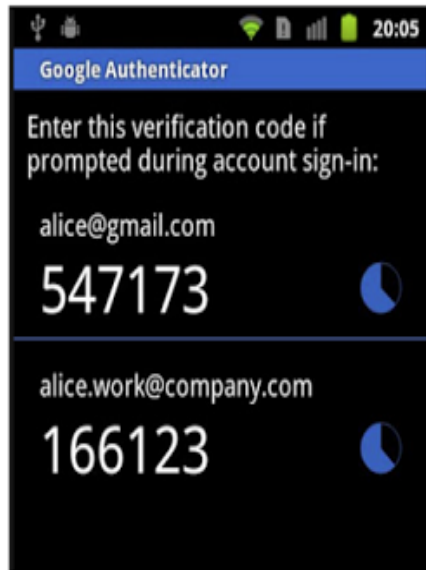 20:05
Google Authenticator
Enter this verification code if
prompted during account sign-in:
alice@gmail.com
547173
alice.work@company.com
166123